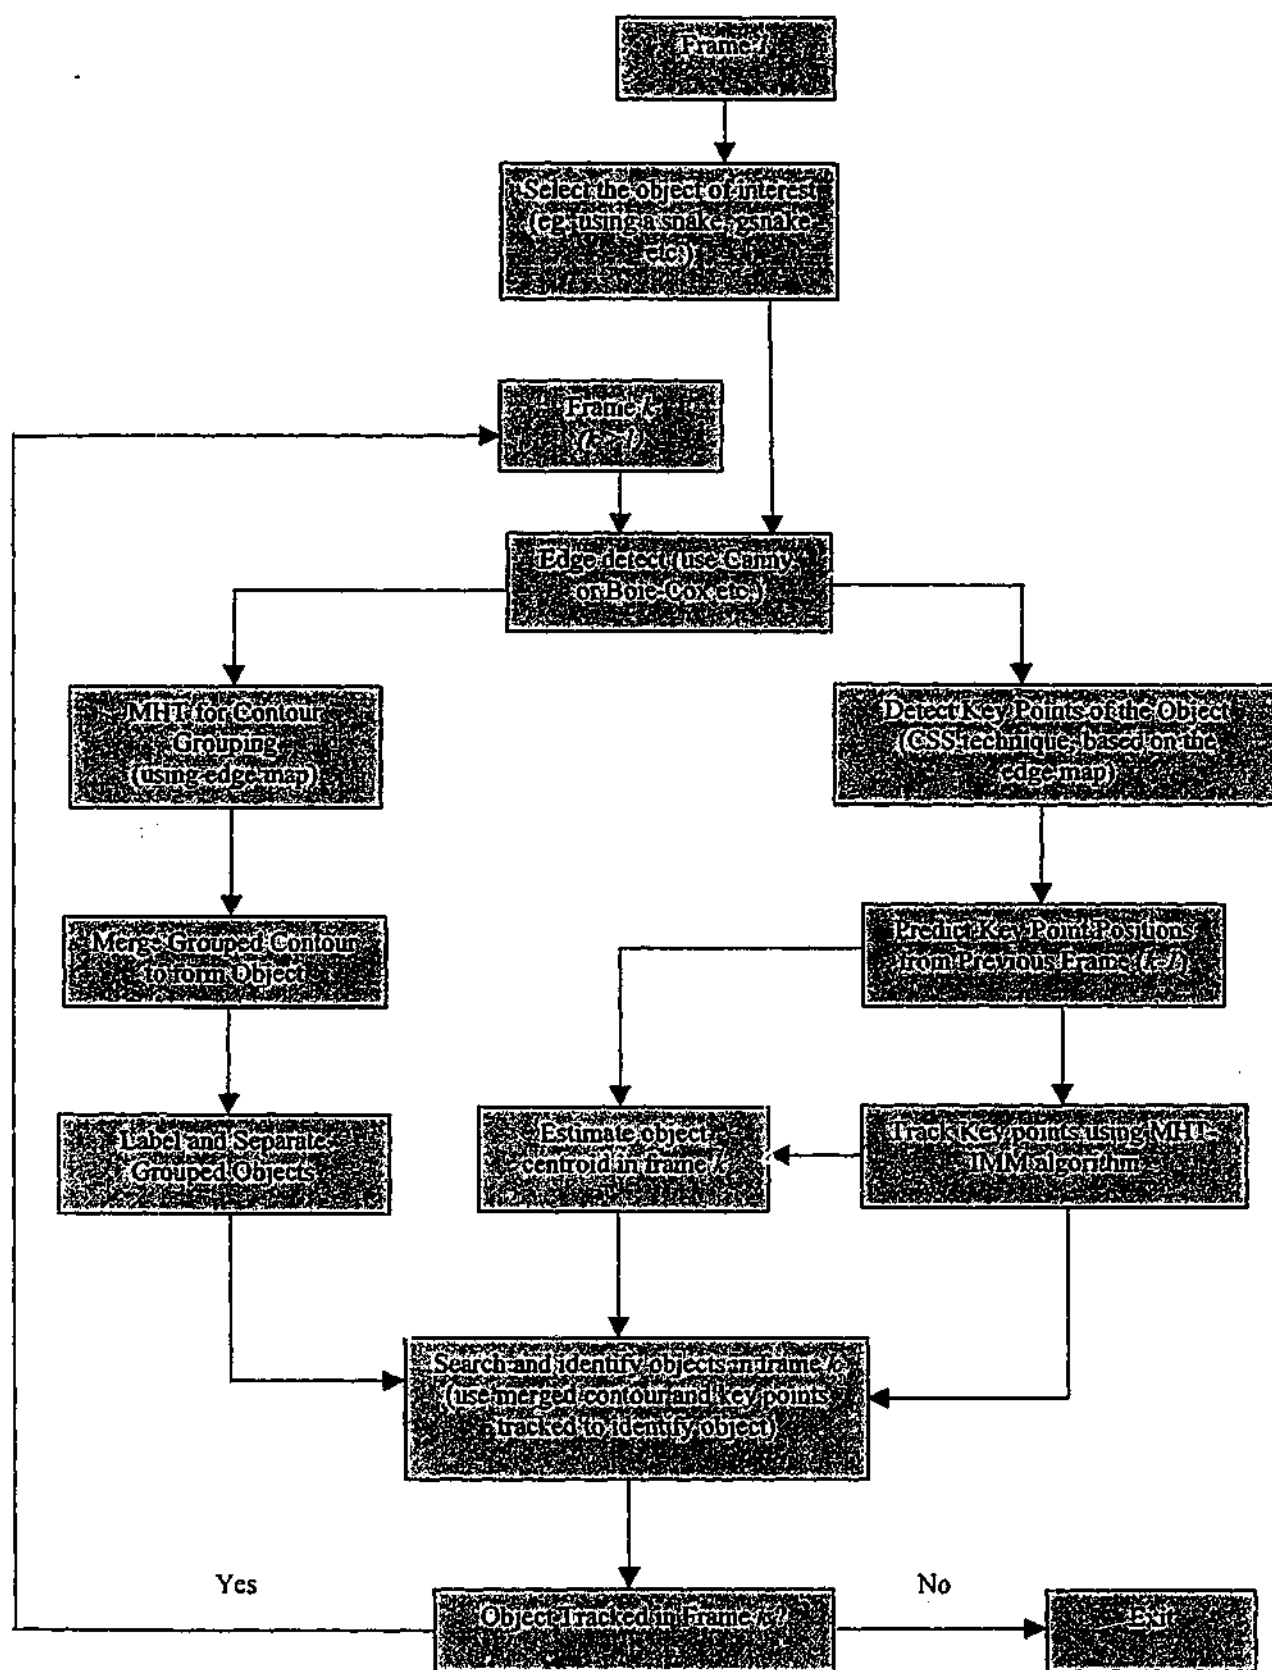 Frame 1
Select the object of interest
(eg. using a snake, gsnake
etc.)
Frame k
(k > 1)
Edge detect (use Canny
or Boie-Cox etc.)
MHT for Contour
Grouping
(using edge map)
Detect Key Points of the Object
(CSS technique, based on the
edge map)
Merge Grouped Contour
to form Object
Predict Key Point Positions
from Previous Frame (k-1)
Label and Separate
Grouped Objects
Estimate object
centroid in frame k
Track Key points using MHT-
IMM algorithm
Search and identify objects in frame k
(use merged contour and key points
tracked to identify object)
Yes
No
Object Tracked in Frame k?
Exit